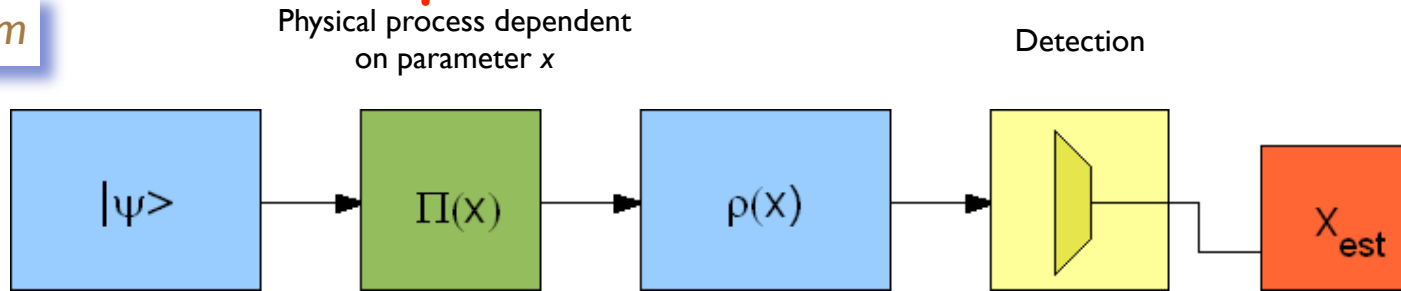 m
Physical process dependent
on parameter x
Detection
|ψ>
Π(x)
ρ(x)
X_est